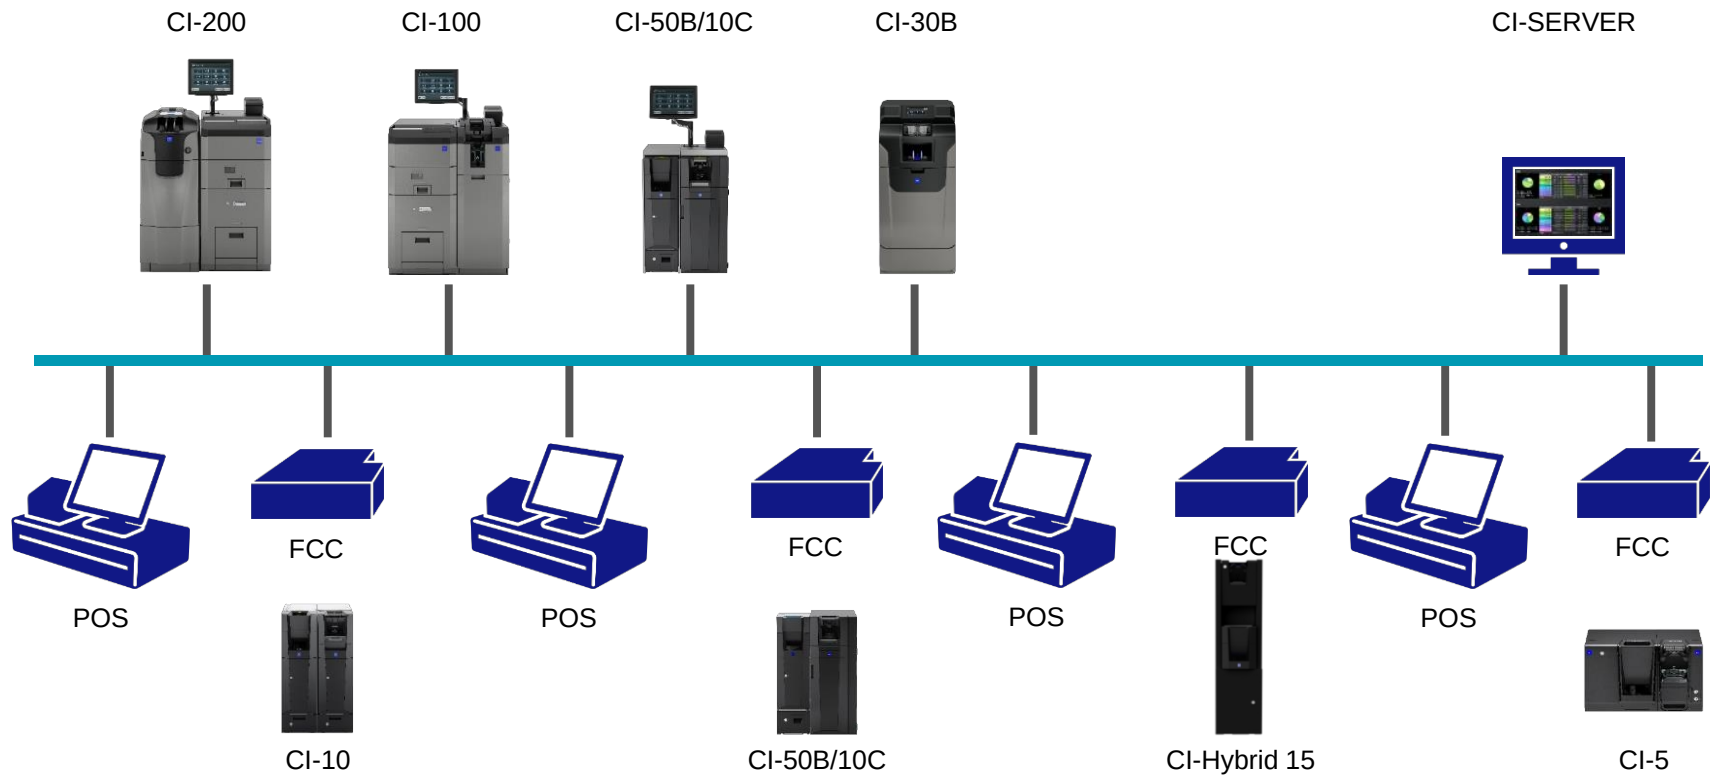 CI-200
CI-100
CI-50B/10C
CI-30B
CI-SERVER
POS
FCC
POS
FCC
POS
FCC
POS
FCC
CI-10
CI-50B/10C
CI-Hybrid 15
CI-5